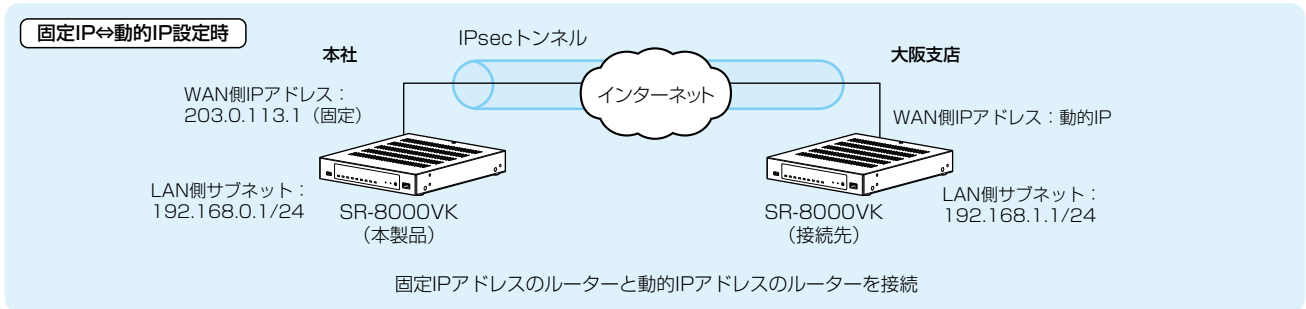 固定IP⇔動的IP設定時
IPsecトンネル
本社
大阪支店
WAN側IPアドレス：
203.0.113.1（固定）
インターネット
WAN側IPアドレス：動的IP
LAN側サブネット：
192.168.0.1/24
SR-8000VK
（本製品）
SR-8000VK
（接続先）
LAN側サブネット：
192.168.1.1/24
固定IPアドレスのルーターと動的IPアドレスのルーターを接続